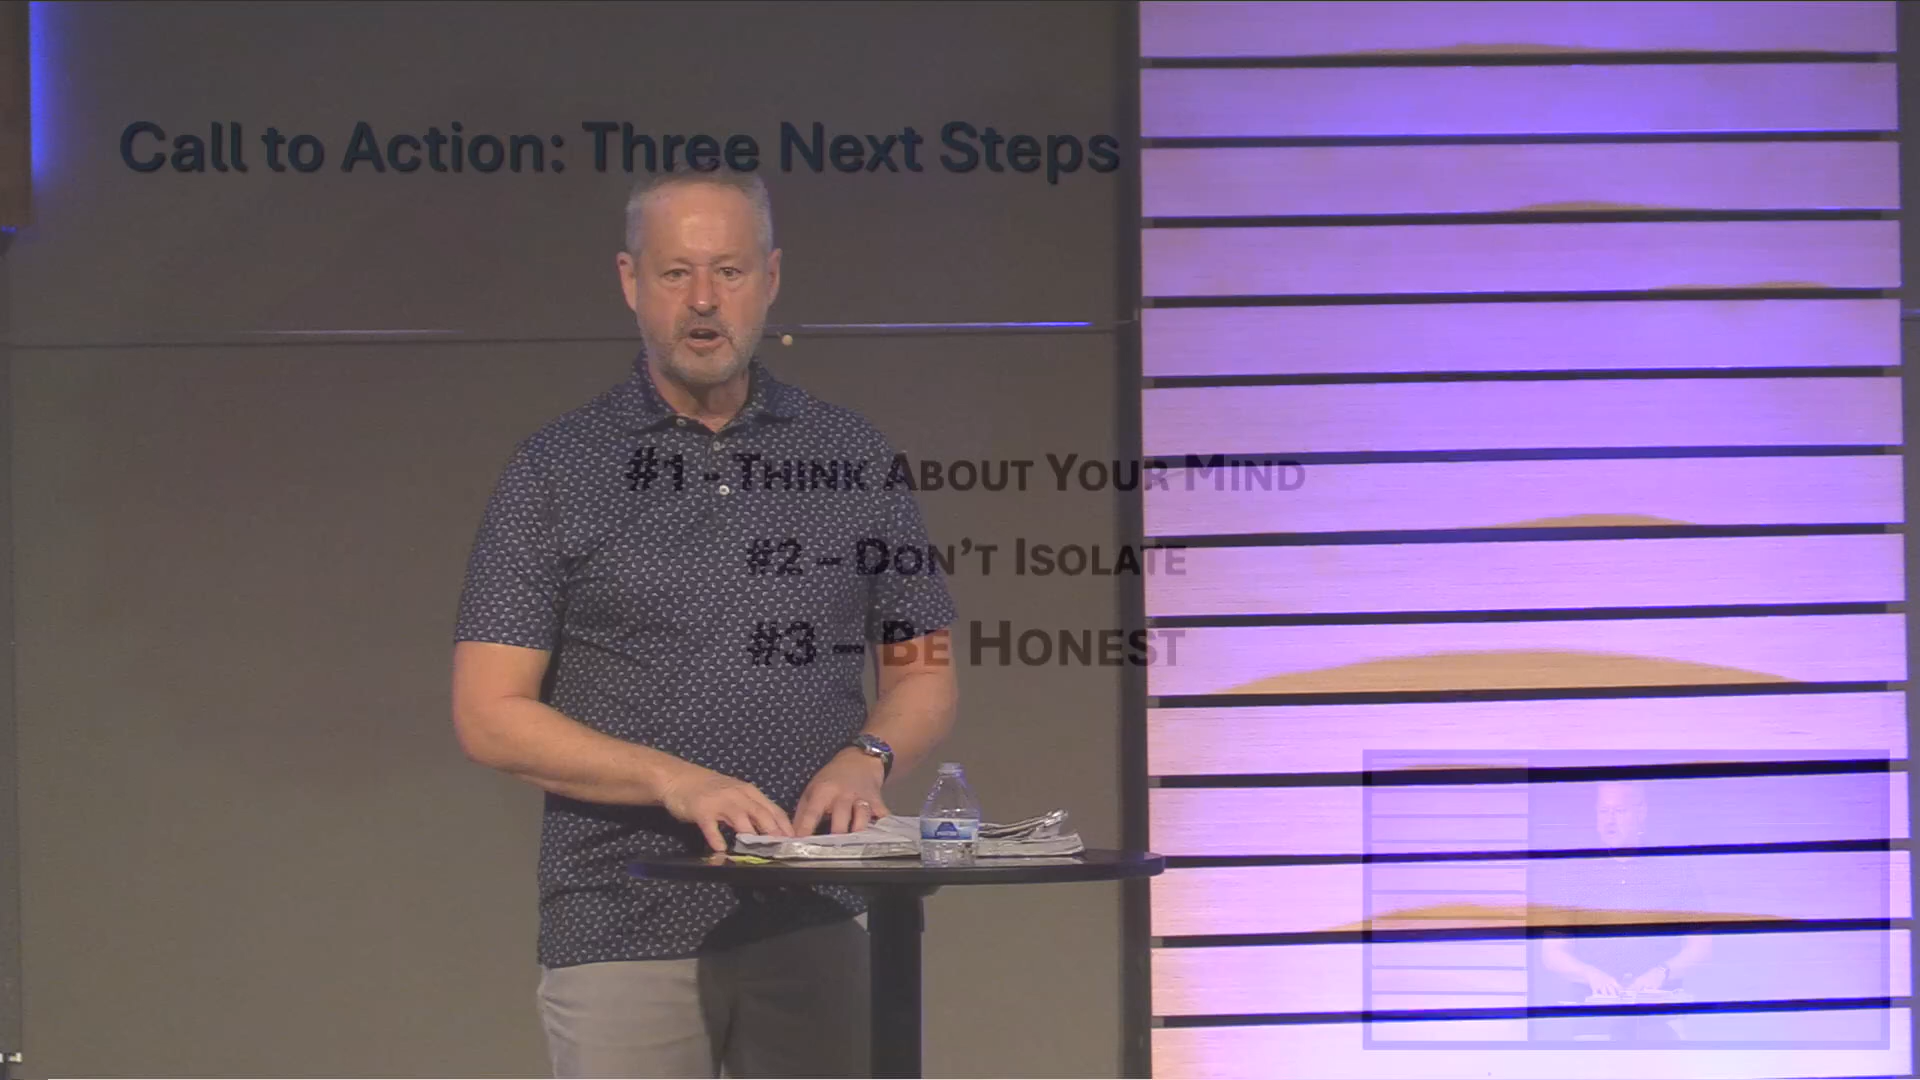 Call to Action: Three Next Steps
#1 - Think About Your Mind
#2 – Don’t Isolate
#3 – Be Honest